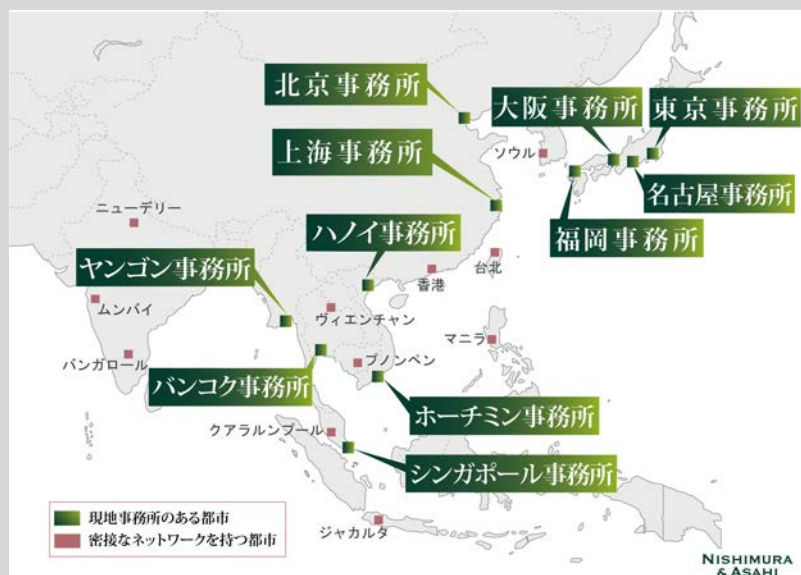 北京事務所
大阪事務所
東京事務所
上海事務所
ソウル
名古屋事務所
ニューデリー
ハノイ事務所
福岡事務所
ヤンゴン事務所
台北
香港
ムンバイ
ヴィエンチャン
マニラ
バンガロール
プノンペン
バンコク事務所
ホーチミン事務所
クアラルンプール
シンガポール事務所
現地事務所のある都市
ジャカルタ
密接なネットワークを持つ都市
NISHIMURA
& ASAHI